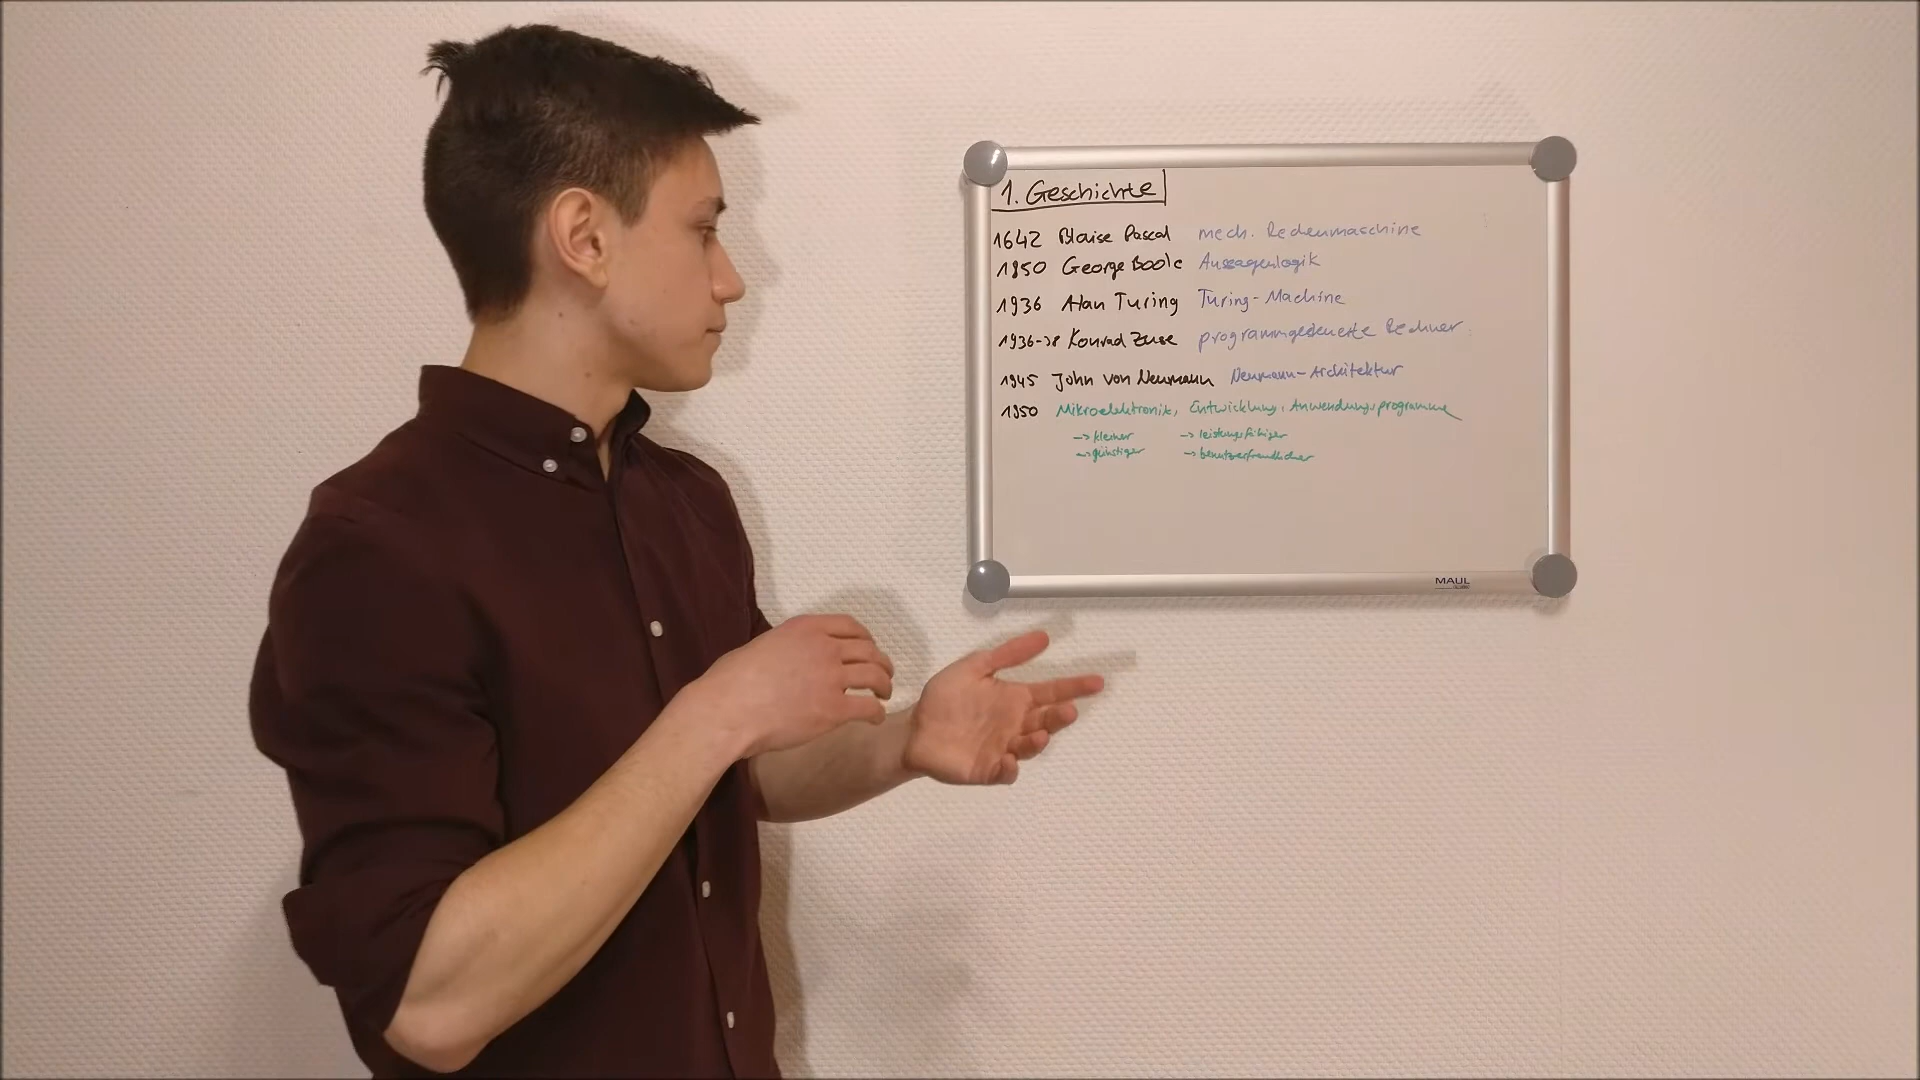 1. Geschichte
1642 Blaise Pascal mech. Rechenmaschine
1850 George Boole Aussagenlogik
1936 Alan Turing Turing-Machine
1936-38 Konrad Zuse programmgesteuerte Rechner
1945 John von Neumann Neumann-Architektur
1950 Mikroelektronik, Entwicklung, Anwendungsprogramme
→ kleiner → leistungsfähiger
→ günstiger → benutzerfreundlicher
MAUL